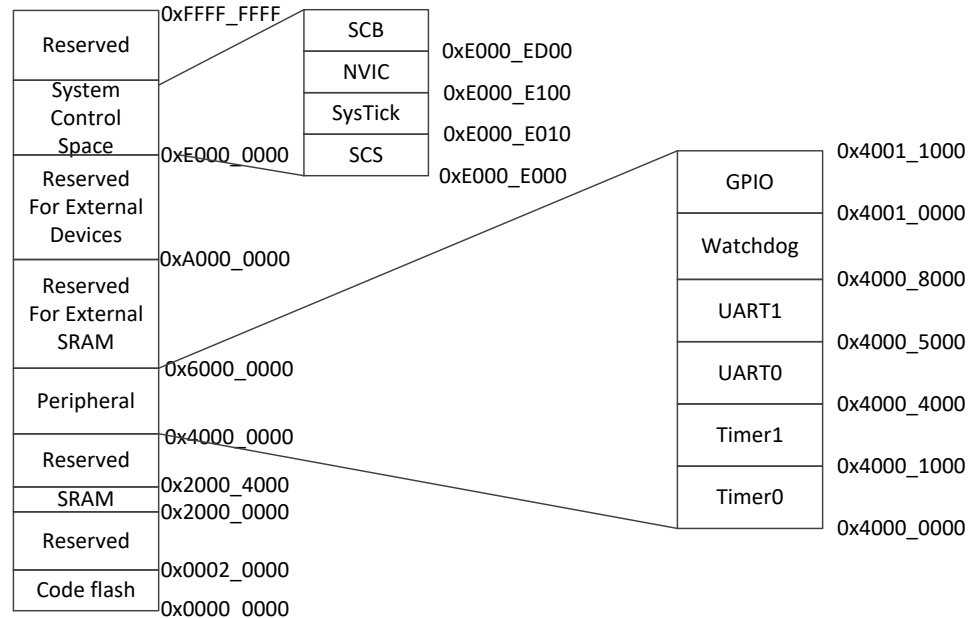 0xFFFF_FFFF
Reserved
System
Control
Space
0xE000_0000
Reserved
For External
Devices
0xA000_0000
Reserved
For External
SRAM
0x6000_0000
Peripheral
0x4000_0000
Reserved
0x2000_4000
SRAM
0x2000_0000
Reserved
0x0002_0000
Code flash
0x0000_0000
SCB
0xE000_ED00
NVIC
0xE000_E100
SysTick
0xE000_E010
SCS
0xE000_E000
0x4001_1000
GPIO
0x4001_0000
Watchdog
0x4000_8000
UART1
0x4000_5000
UART0
0x4000_4000
Timer1
0x4000_1000
Timer0
0x4000_0000